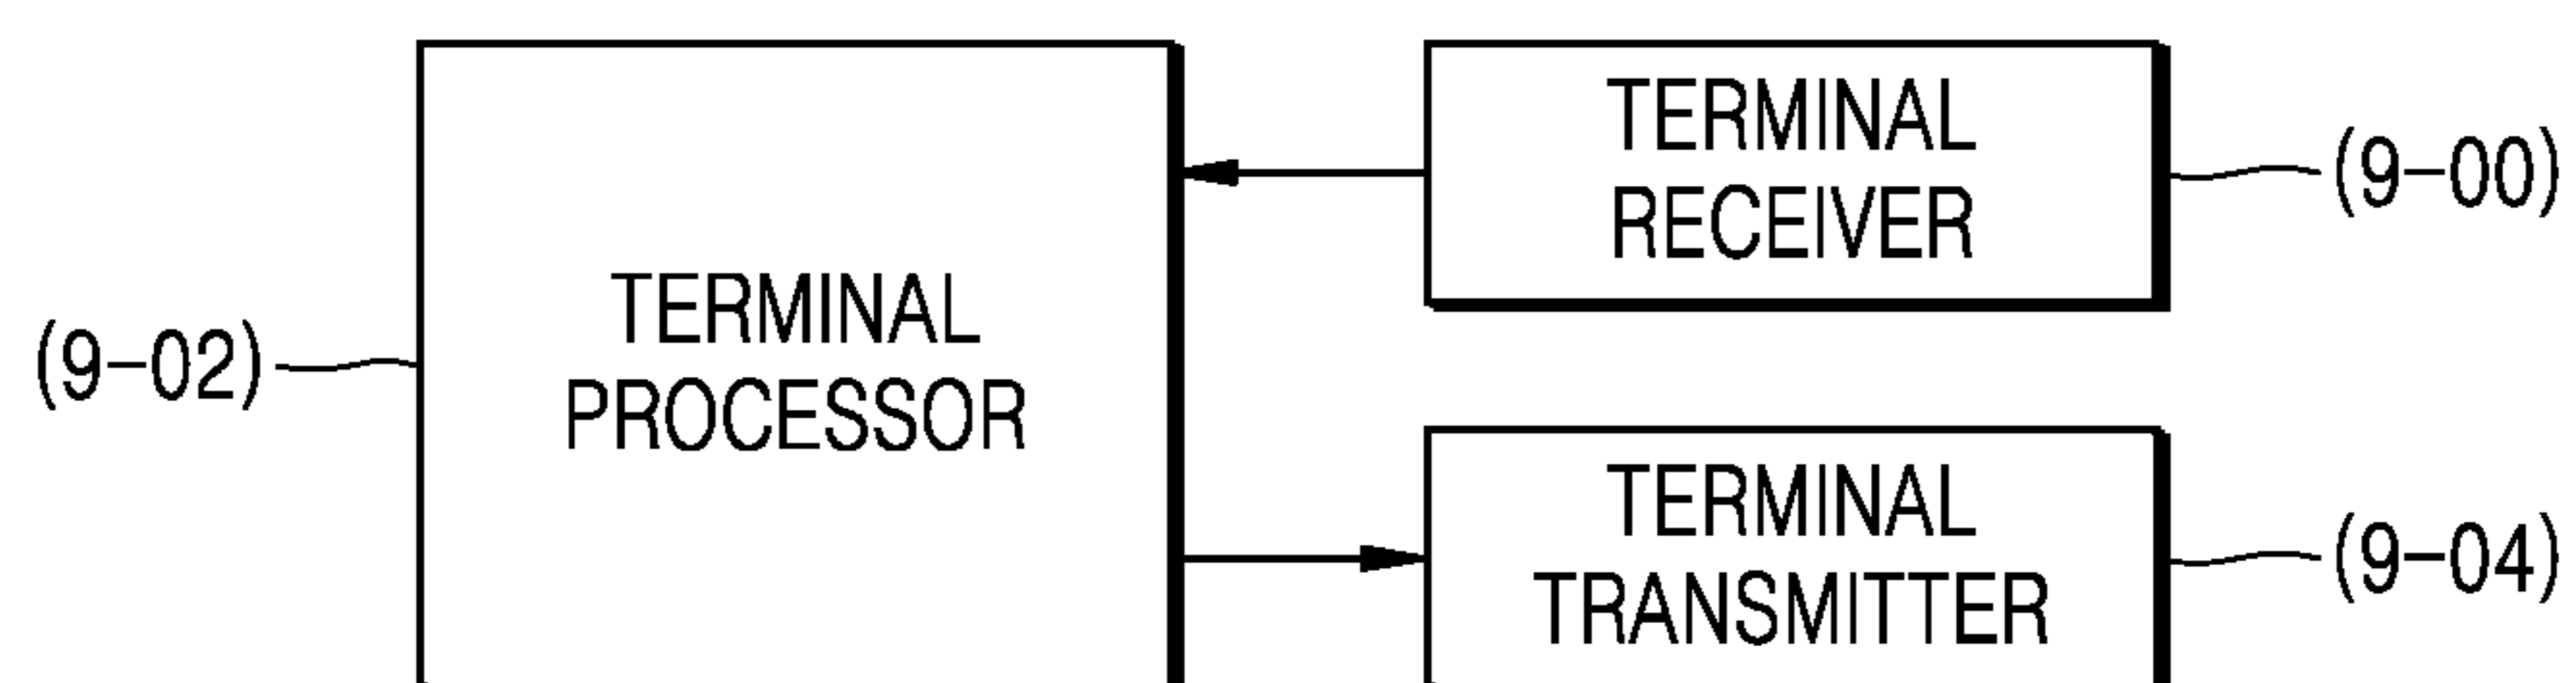 TERMINAL
RECEIVER
(9-00)
TERMINAL
PROCESSOR
(9-02)
TERMINAL
TRANSMITTER
(9-04)